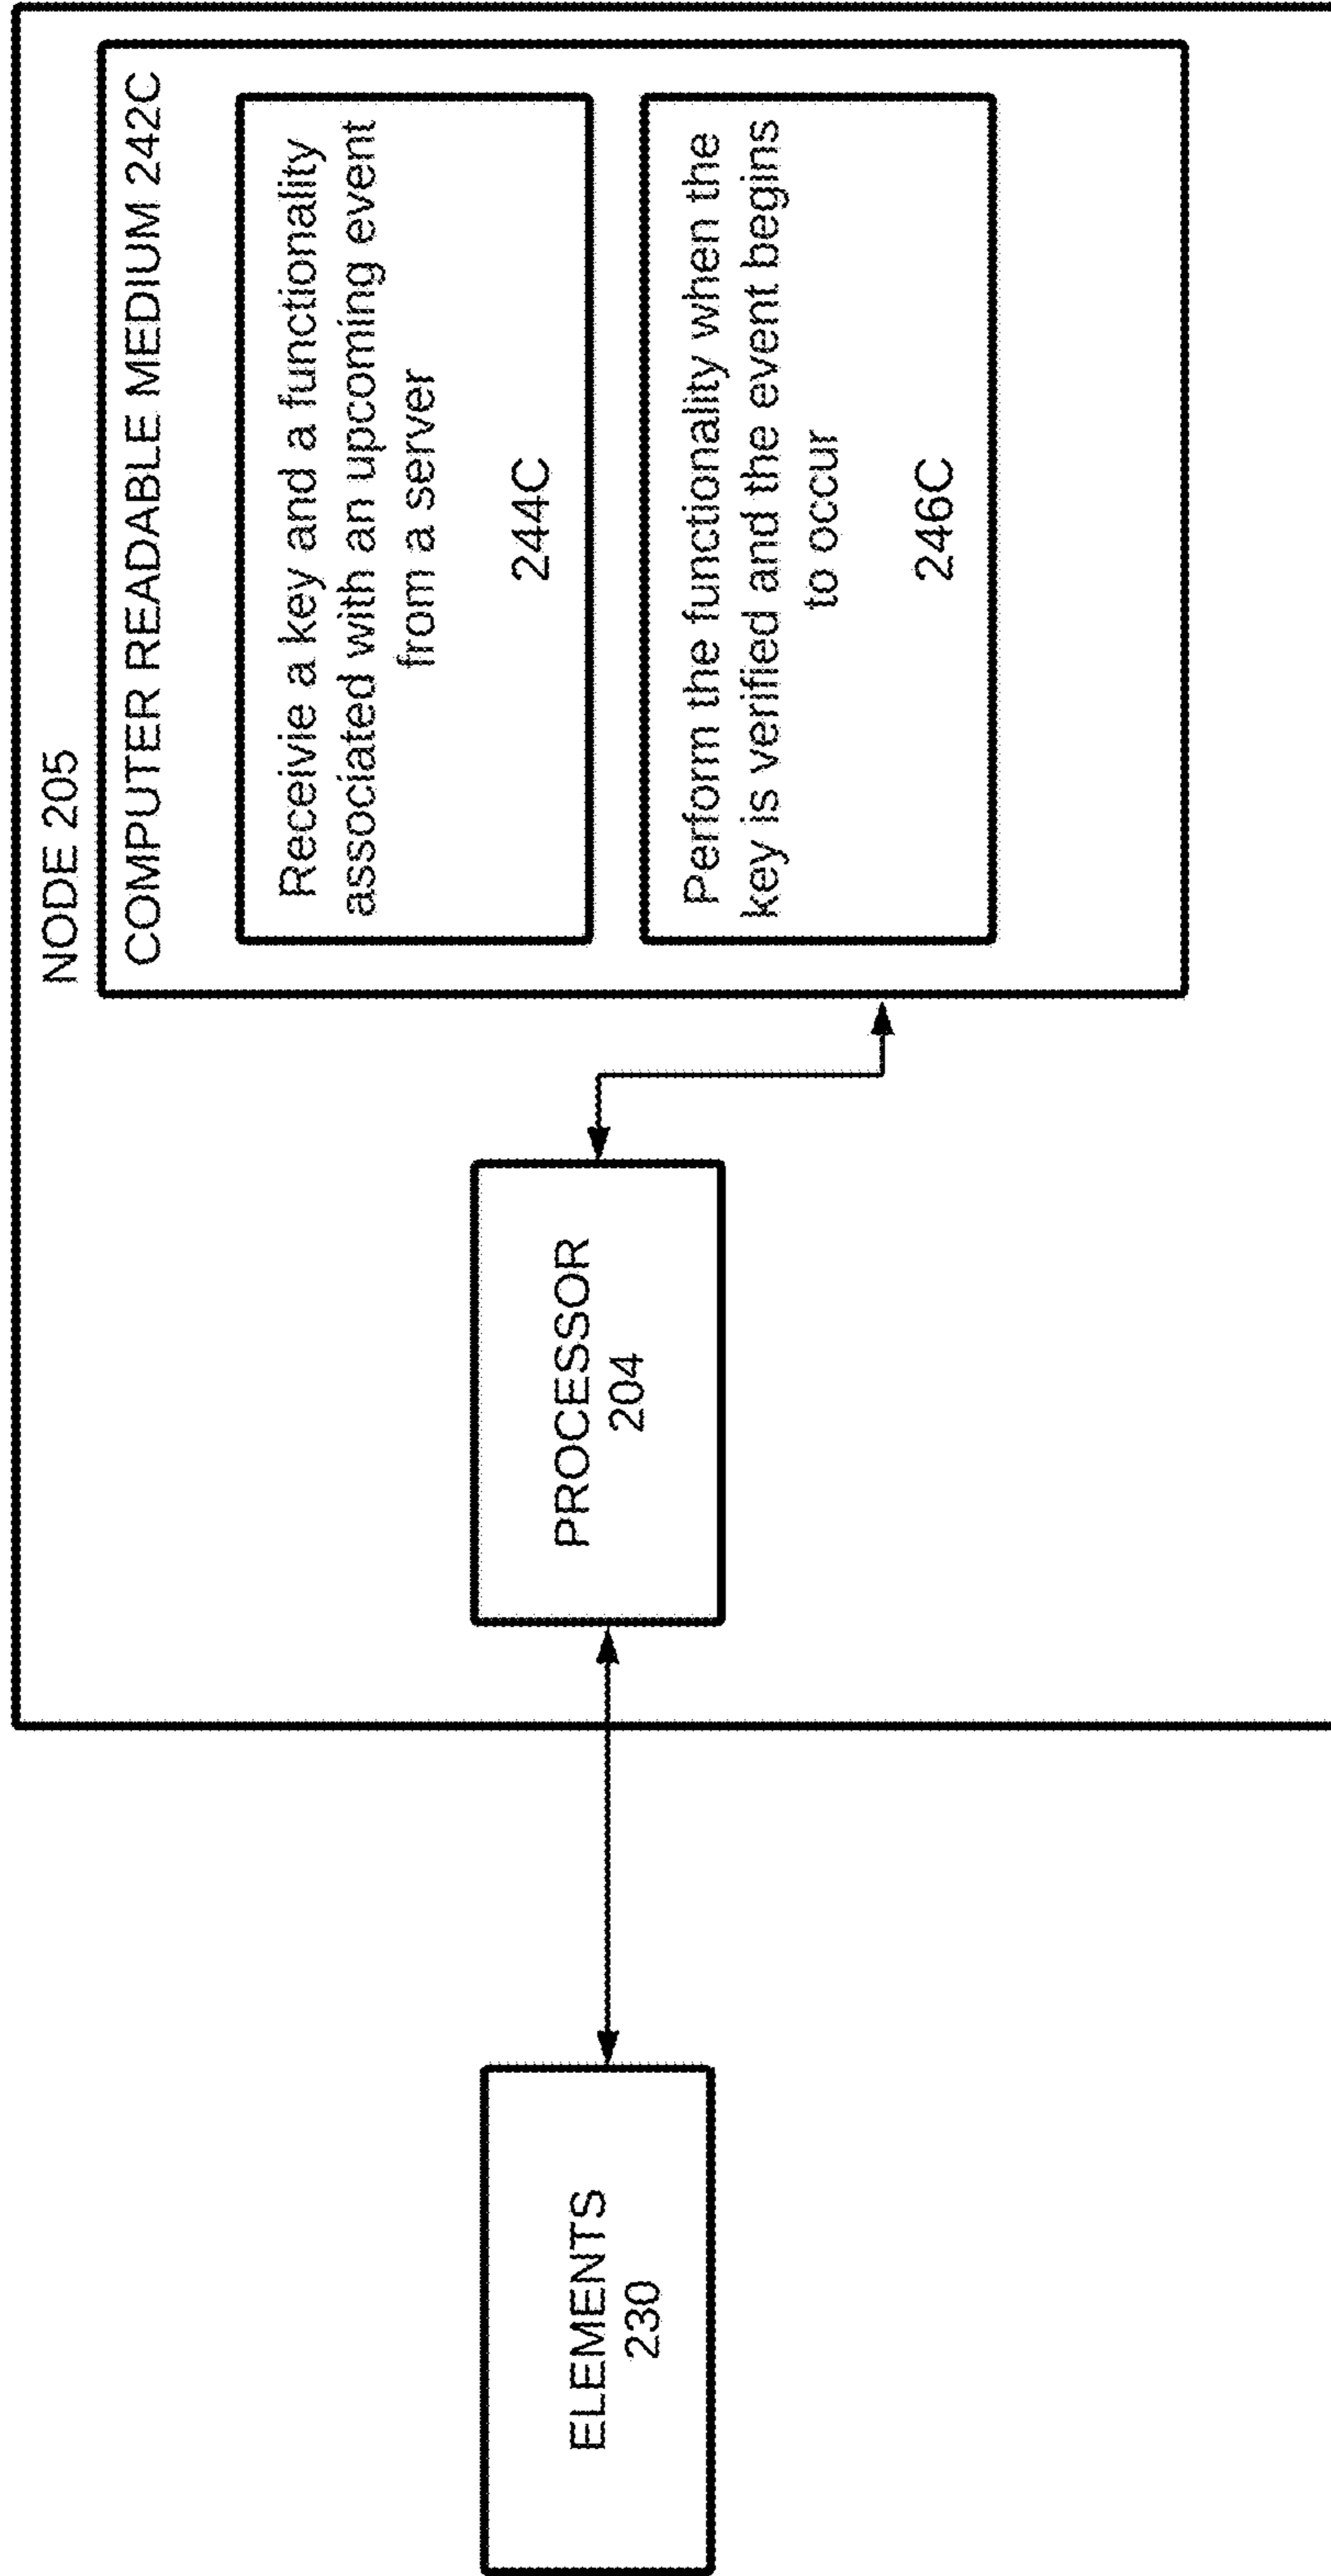 NODE 205
COMPUTER READABLE MEDIUM 242C
Receivie a key and a functionality
associated with an upcoming event
from a server
244C
Perform the functionality when the
key is verified and the event begins
to occur
246C
PROCESSOR
204
ELEMENTS
230